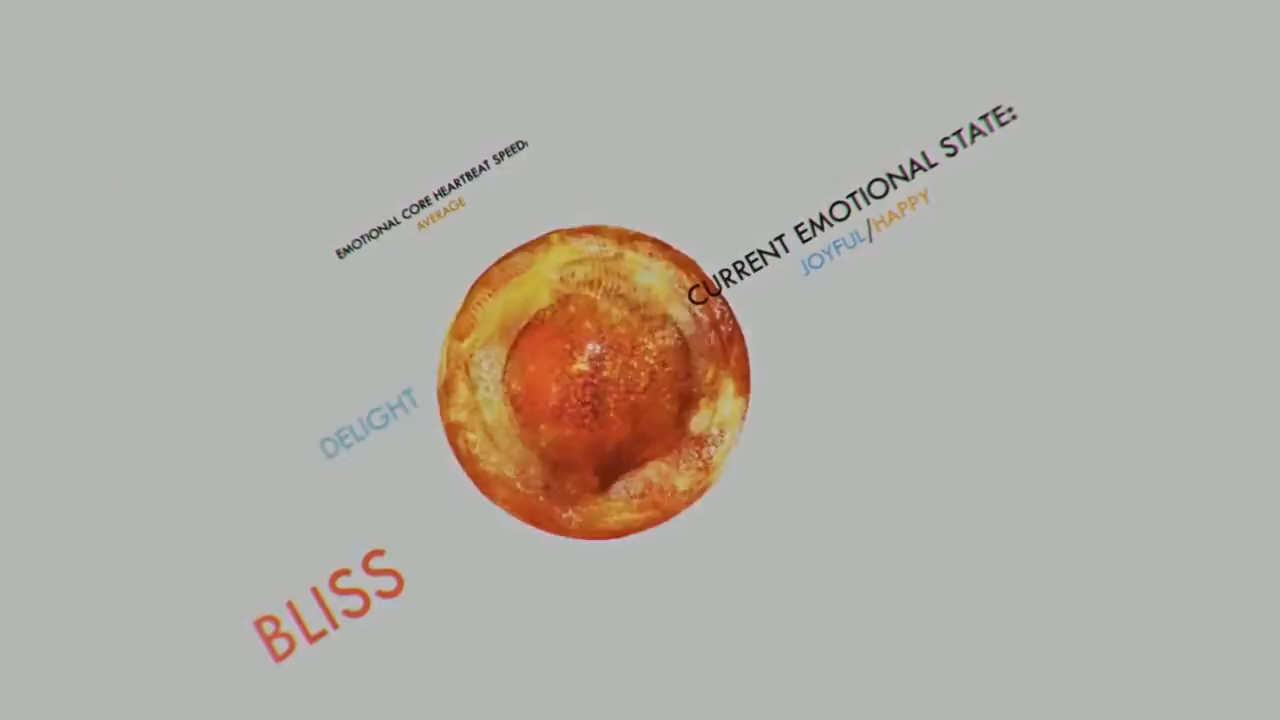 EMOTIONAL CORE HEARTBEAT SPEED:
AVERAGE
CURRENT EMOTIONAL STATE:
JOYFUL/HAPPY
DELIGHT
BLISS